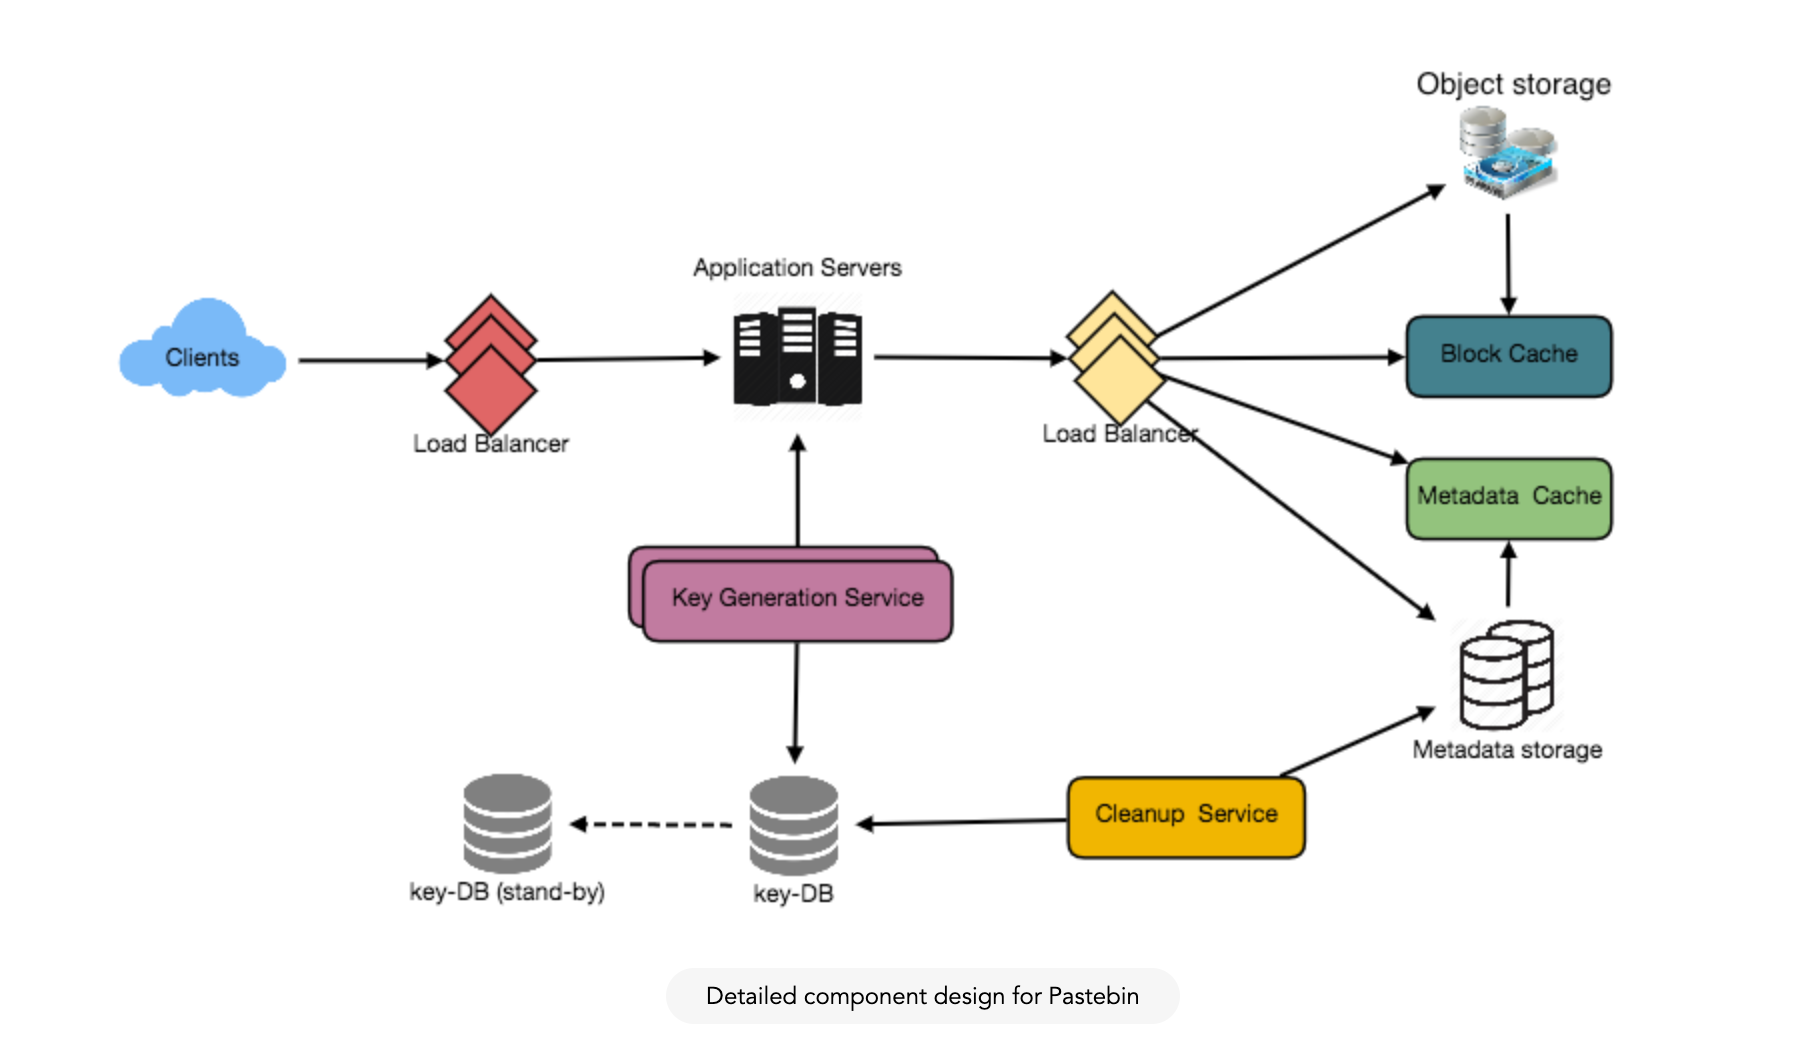 Object storage
Application Servers
Clients
Block Cache
Load Balancer
Load Balancer
Metadata Cache
Key Generation Service
Metadata storage
Cleanup Service
key-DB (stand-by)
key-DB
Detailed component design for Pastebin